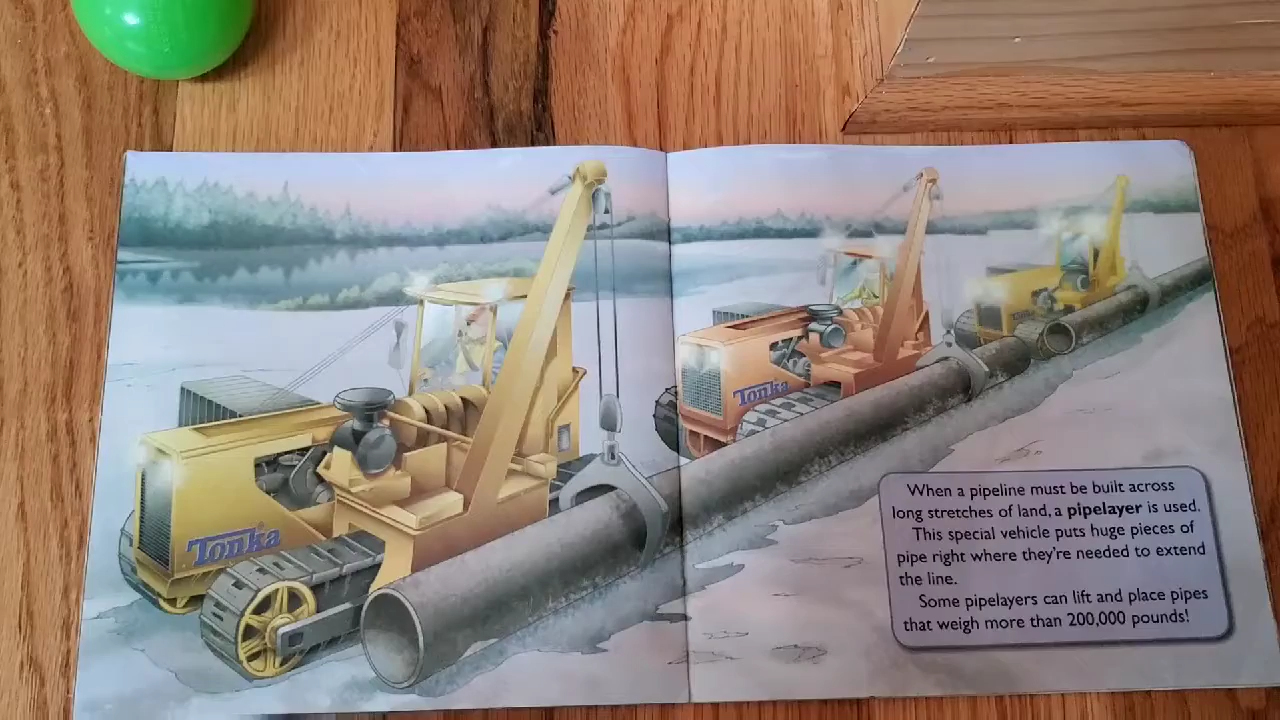 Tonka
Tonka
Tonka
When a pipeline must be built across
long stretches of land, a pipelayer is used.
This special vehicle puts huge pieces of
pipe right where they're needed to extend
the line.
Some pipelayers can lift and place pipes
that weigh more than 200,000 pounds!